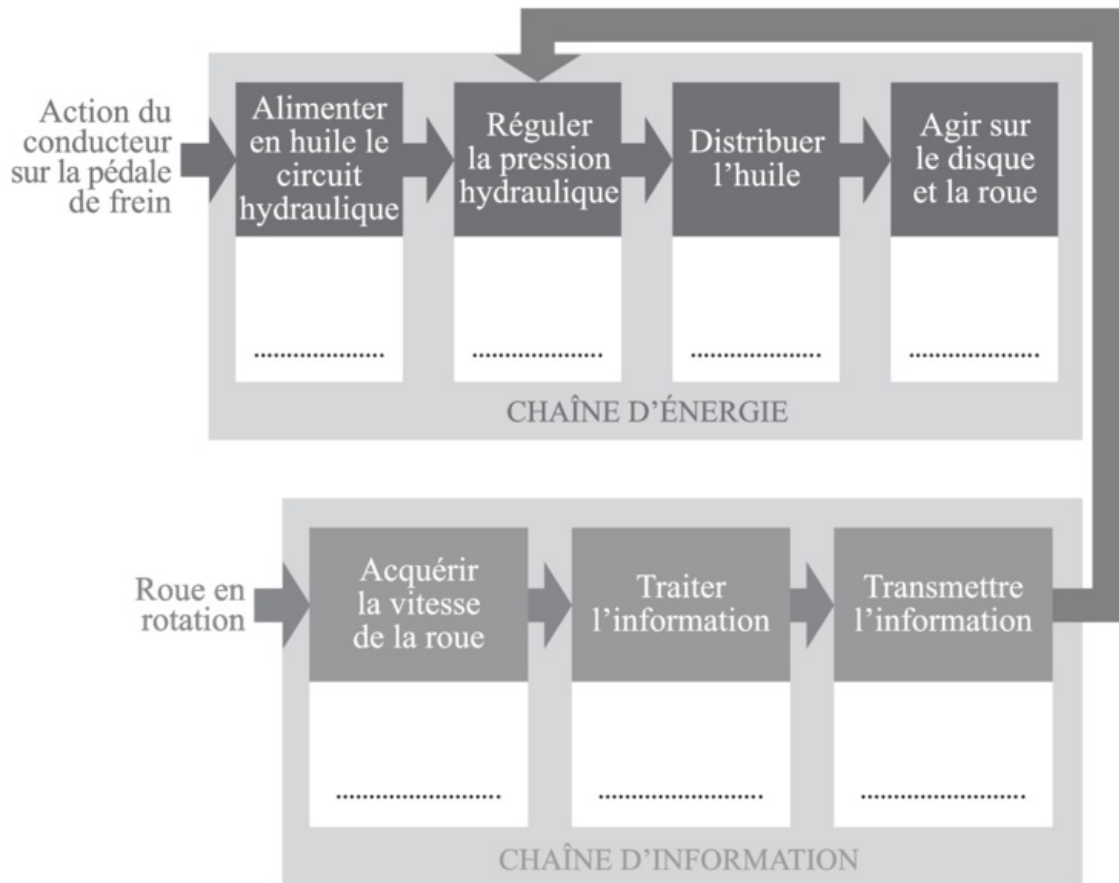 Action du
conducteur
sur la pédale
de frein
Alimenter
en huile le
circuit
hydraulique
Réguler
la pression
hydraulique
Distribuer
l'huile
Agir sur
le disque
et la roue
....................
....................
....................
....................
CHAÎNE D'ÉNERGIE
Roue en
rotation
Acquérir
la vitesse
de la roue
Traiter
l'information
Transmettre
l'information
.........................
.........................
.........................
CHAÎNE D'INFORMATION